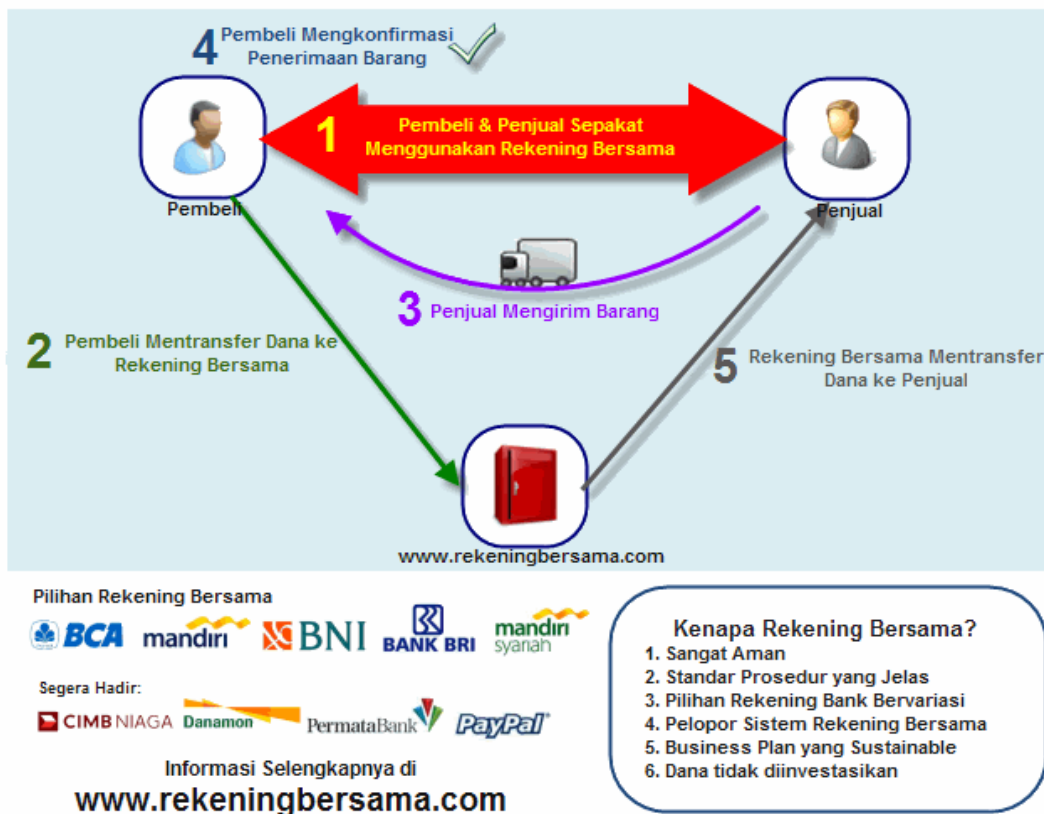 4 Pembeli Mengkonfirmasi
Penerimaan Barang
1 Pembeli & Penjual Sepakat
Menggunakan Rekening Bersama
Pembeli
Penjual
3 Penjual Mengirim Barang
2 Pembeli Mentransfer Dana ke
Rekening Bersama
5 Rekening Bersama Mentransfer
Dana ke Penjual
www.rekeningbersama.com
Pilihan Rekening Bersama
BCA mandiri BNI BANK BRI mandiri
syariah
Segera Hadir:
CIMB NIAGA Danamon PermataBank PayPal
Informasi Selengkapnya di
www.rekeningbersama.com
Kenapa Rekening Bersama?
1. Sangat Aman
2. Standar Prosedur yang Jelas
3. Pilihan Rekening Bank Bervariasi
4. Pelopor Sistem Rekening Bersama
5. Business Plan yang Sustainable
6. Dana tidak diinvestasikan